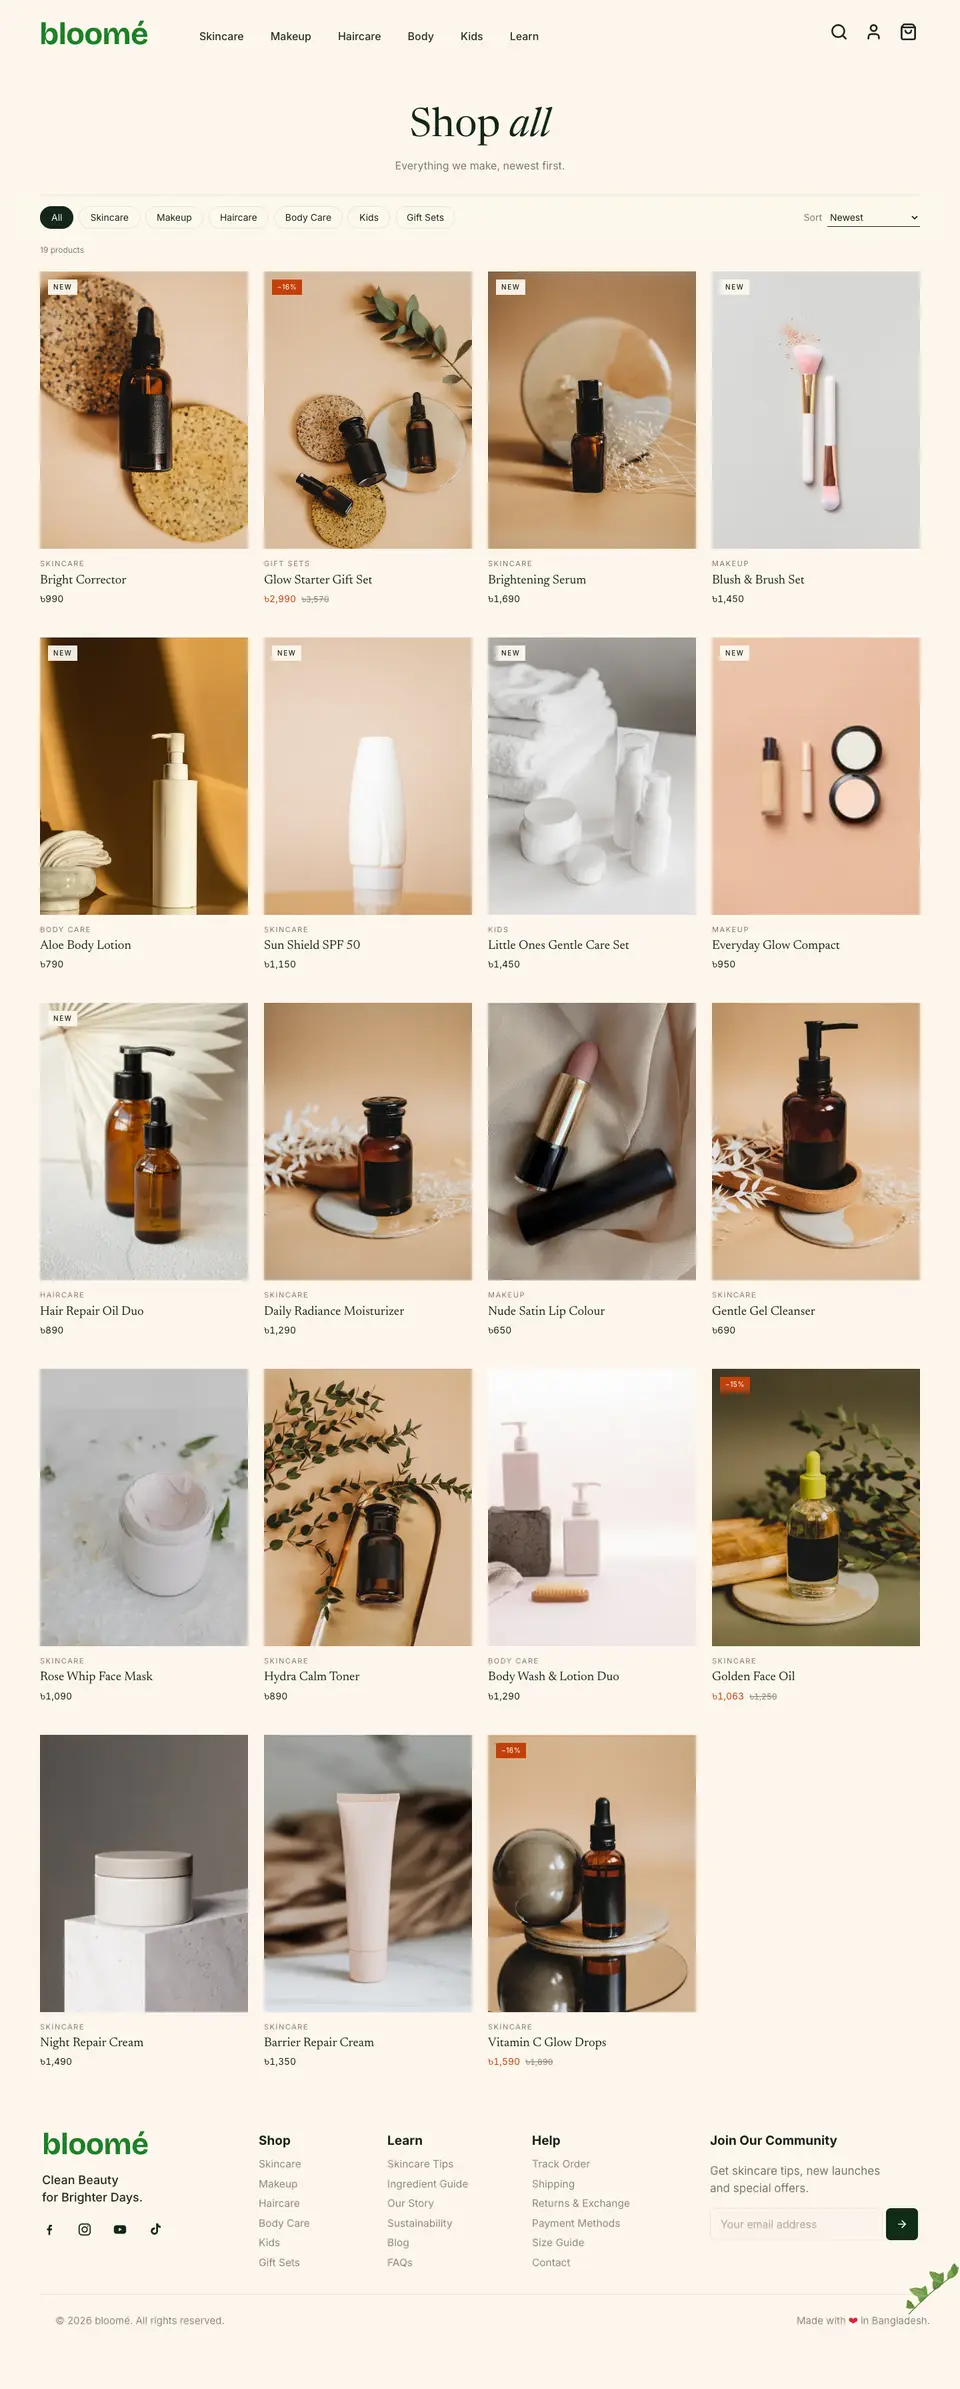 bloomé
Skincare Makeup Haircare Body Kids Learn
Shop all
Everything we make, newest first.
All Skincare Makeup Haircare Body Care Kids Gift Sets
Sort Newest
19 products
NEW
−16%
NEW
NEW
SKINCARE
Bright Corrector
৳990
GIFT SETS
Glow Starter Gift Set
৳2,990 ৳3,570
SKINCARE
Brightening Serum
৳1,690
MAKEUP
Blush & Brush Set
৳1,450
NEW
NEW
NEW
NEW
BODY CARE
Aloe Body Lotion
৳790
SKINCARE
Sun Shield SPF 50
৳1,150
KIDS
Little Ones Gentle Care Set
৳1,450
MAKEUP
Everyday Glow Compact
৳950
NEW
HAIRCARE
Hair Repair Oil Duo
৳890
SKINCARE
Daily Radiance Moisturizer
৳1,290
MAKEUP
Nude Satin Lip Colour
৳650
SKINCARE
Gentle Gel Cleanser
৳690
−15%
SKINCARE
Rose Whip Face Mask
৳1,090
SKINCARE
Hydra Calm Toner
৳890
BODY CARE
Body Wash & Lotion Duo
৳1,290
SKINCARE
Golden Face Oil
৳1,063 ৳1,250
−16%
SKINCARE
Night Repair Cream
৳1,490
SKINCARE
Barrier Repair Cream
৳1,350
SKINCARE
Vitamin C Glow Drops
৳1,590 ৳1,890
bloomé
Clean Beauty
for Brighter Days.
Shop
Skincare
Makeup
Haircare
Body Care
Kids
Gift Sets
Learn
Skincare Tips
Ingredient Guide
Our Story
Sustainability
Blog
FAQs
Help
Track Order
Shipping
Returns & Exchange
Payment Methods
Size Guide
Contact
Join Our Community
Get skincare tips, new launches
and special offers.
Your email address
© 2026 bloomé. All rights reserved.
Made with ❤ in Bangladesh.